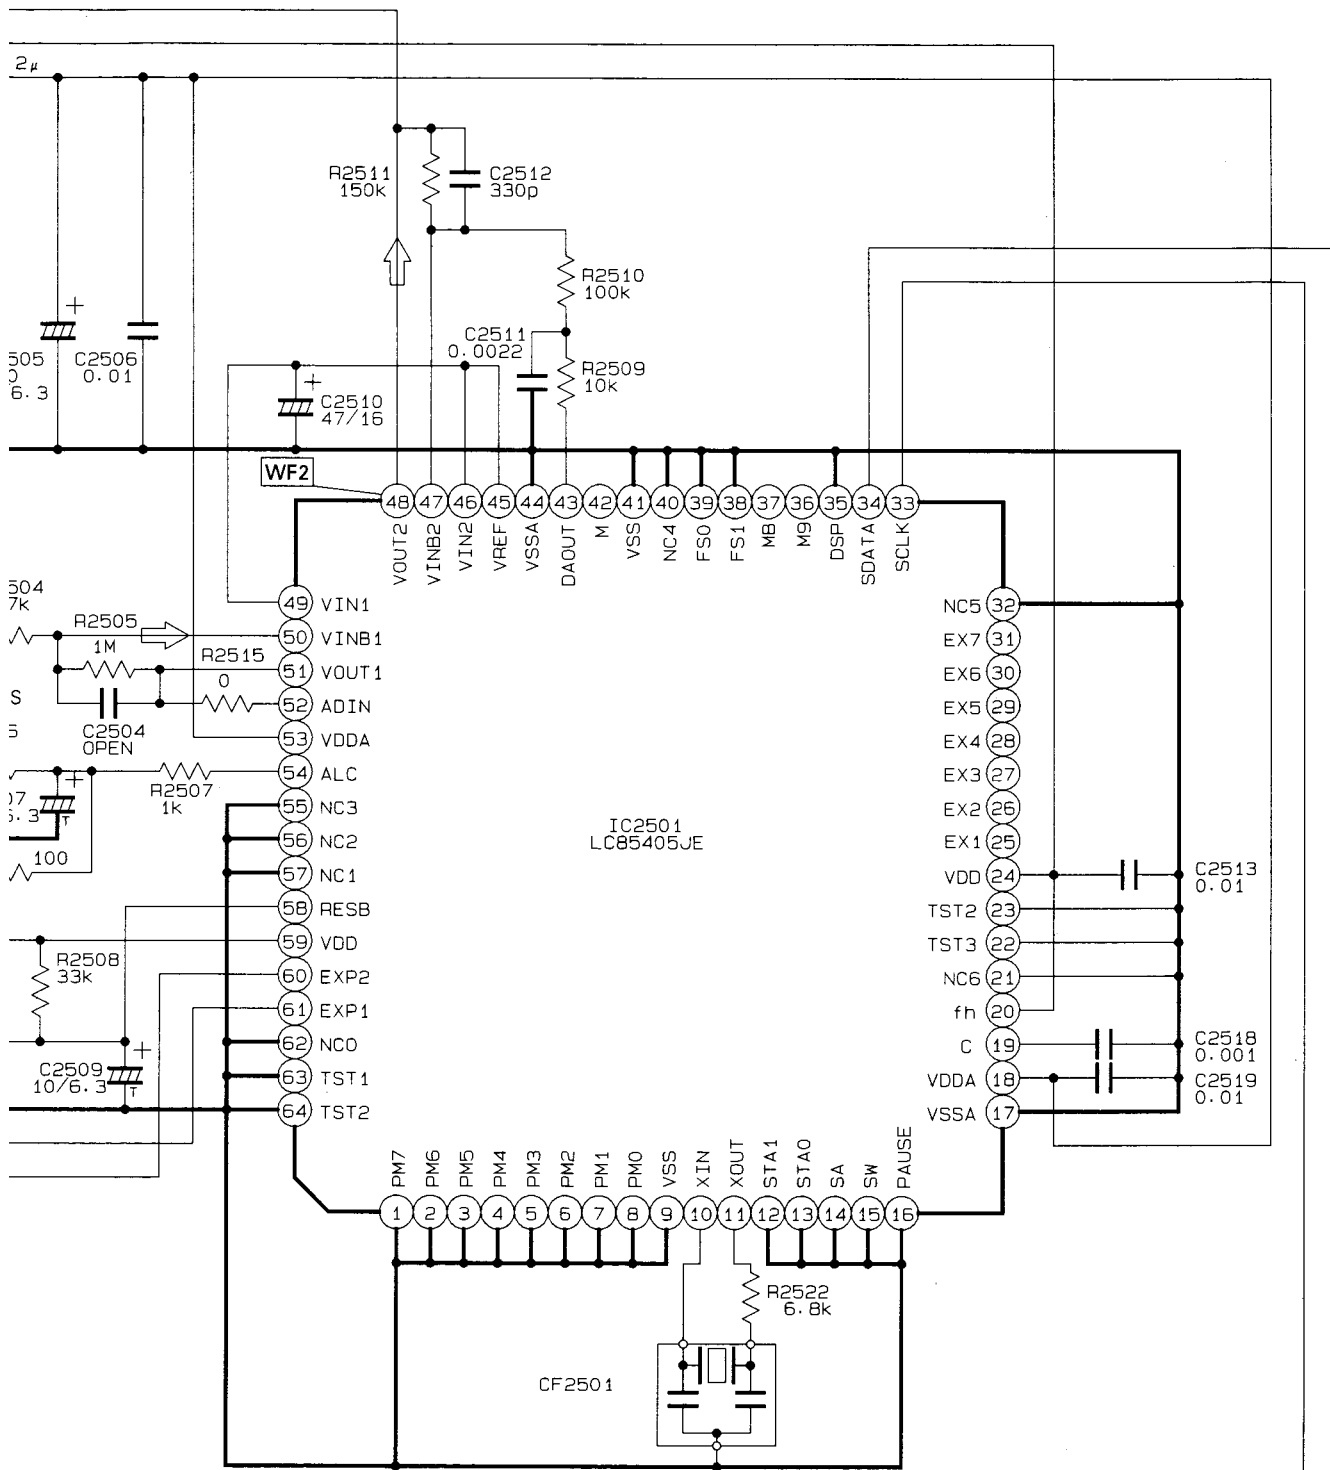 2μ
R2511
150k
C2512
330p
R2510
100k
C2511
0.0022
R2509
10k
505
0
6.3
C2506
0.01
C2510
47/16
WF2
48 47 46 45 44 43 42 41 40 39 38 37 36 35 34 33
VOUT2 VINB2 VIN2 VREF VSSA DAOUT M VSS NC4 FS0 FS1 MB M9 DSP SDATA SCLK
504
7k
R2505
1M
R2515
0
S
5
C2504
OPEN
07
6.3
R2507
1k
100
R2508
33k
C2509
10/6.3
T
T
49 VIN1
50 VINB1
51 VOUT1
52 ADIN
53 VDDA
54 ALC
55 NC3
56 NC2
57 NC1
58 RESB
59 VDD
60 EXP2
61 EXP1
62 NC0
63 TST1
64 TST2
IC2501
LC85405JE
NC5 32
EX7 31
EX6 30
EX5 29
EX4 28
EX3 27
EX2 26
EX1 25
VDD 24
TST2 23
TST3 22
NC6 21
fh 20
C 19
VDDA 18
VSSA 17
C2513
0.01
C2518
0.001
C2519
0.01
PM7 PM6 PM5 PM4 PM3 PM2 PM1 PM0 VSS XIN XOUT STA1 STA0 SA SW PAUSE
1 2 3 4 5 6 7 8 9 10 11 12 13 14 15 16
R2522
6.8k
CF2501